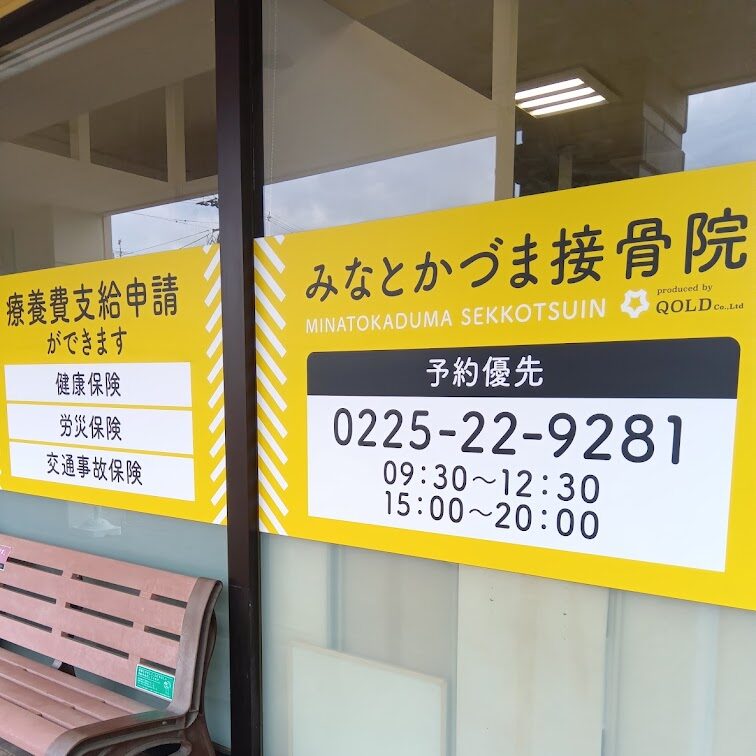 療養費支給申請
ができます
健康保険
労災保険
交通事故保険
みなとかづま接骨院
MINATOKADUMA SEKKOTSUIN
produced by
QOLD Co.,Ltd
予約優先
0225-22-9281
09:30〜12:30
15:00〜20:00